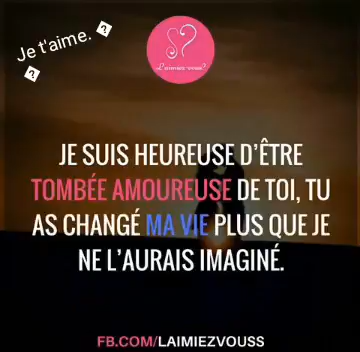 Je t'aime. �
�
L'aimiez-vous?
JE SUIS HEUREUSE D'ÊTRE
TOMBÉE AMOUREUSE DE TOI, TU
AS CHANGÉ MA VIE PLUS QUE JE
NE L'AURAIS IMAGINÉ.
FB.COM/LAIMIEZVOUSS